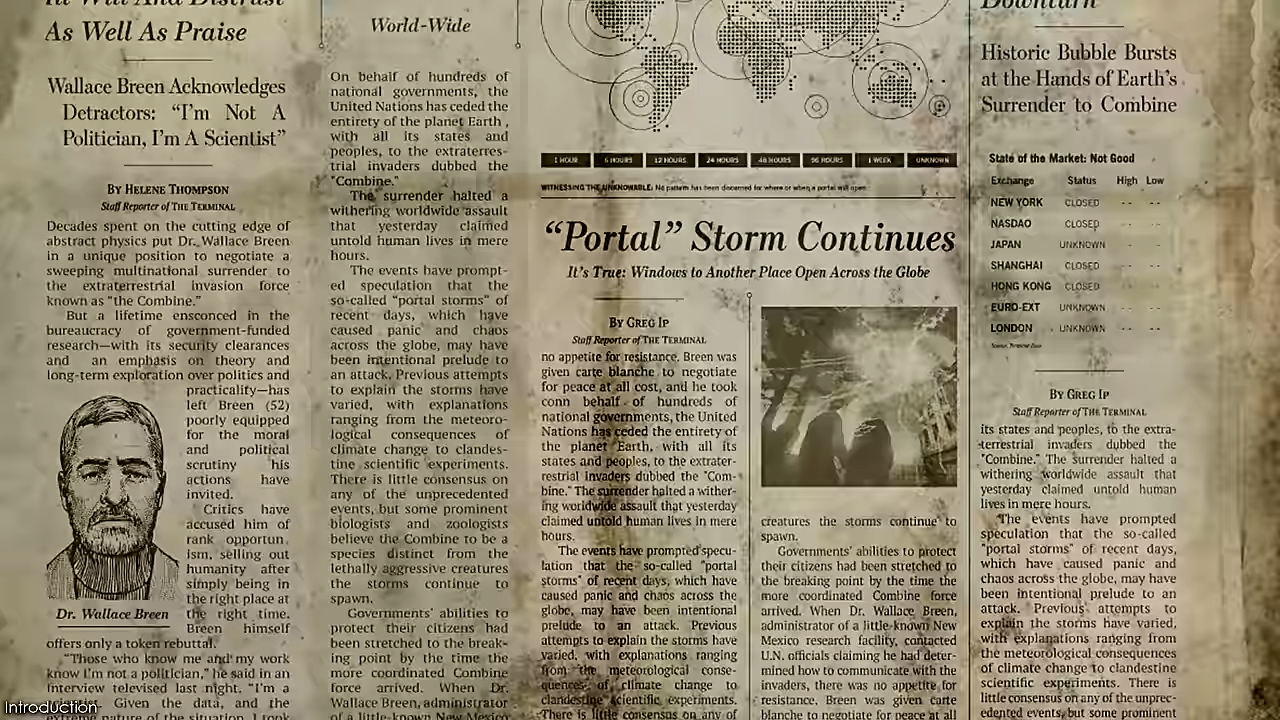 As Well As Praise
Wallace Breen Acknowledges
Detractors: “I'm Not A
Politician, I'm A Scientist”
BY HELENE THOMPSON
Staff Reporter of THE TERMINAL
Decades spent on the cutting edge of
abstract physics put Dr. Wallace Breen
in a unique position to negotiate a
sweeping multinational surrender to
the extraterrestrial invasion force
known as “the Combine.”
But a lifetime ensconced in the
bureaucracy of government-funded
research—with its security clearances
and an emphasis on theory and
long-term exploration over politics and
practicality—has
left Breen (52)
poorly equipped
for the moral
and political
scrutiny his
actions have
invited.
Critics have
accused him of
rank opportun,
ism, selling out
humanity after
simply being in
the right place at
the right time.
Breen himself
Dr. Wallace Breen
offers only a token rebuttal.
“Those who know me and my work
know I'm not a politician,” he said in an
interview televised last night. “I'm a
Given the data, and the
extreme nature of the situation, I took
World-Wide
On behalf of hundreds of
national governments, the
United Nations has ceded the
entirety of the planet Earth ,
with all its states and
peoples, to the extraterres-
trial invaders dubbed the
“Combine.”
The surrender halted a
withering worldwide assault
that yesterday claimed
untold human lives in mere
hours.
The events have prompt-
ed speculation that the
so-called “portal storms” of
recent days, which have
caused panic and chaos
across the globe, may have
been intentional prelude to
an attack. Previous attempts
to explain the storms have
varied, with explanations
ranging from the meteoro-
logical consequences of
climate change to clandes-
tine scientific experiments.
There is little consensus on
any of the unprecedented
events, but some prominent
biologists and zoologists
believe the Combine to be a
species distinct from the
lethally aggressive creatures
the storms continue to
spawn.
Governments' abilities to
protect their citizens had
been stretched to the break-
ing point by the time the
more coordinated Combine
force arrived. When Dr.
Wallace Breen, administrator
of a little-known New Mexico
1 HOUR 6 HOURS 12 HOURS 24 HOURS 48 HOURS 96 HOURS 1 WEEK UNKNOWN
WITNESSING THE UNKNOWABLE: No pattern has been discerned for where or when a portal will open.
“Portal” Storm Continues
It's True: Windows to Another Place Open Across the Globe
BY GREG IP
Staff Reporter of THE TERMINAL
no appetite for resistance. Breen was
given carte blanche to negotiate
for peace at all cost, and he took
conn behalf of hundreds of
national governments, the United
Nations has ceded the entirety of
the planet Earth, with all its
states and peoples, to the extrater-
restrial invaders dubbed the “Com-
bine.” The surrender halted a wither-
ing worldwide assault that yesterday
claimed untold human lives in mere
hours.
The events have prompted specu-
lation that the so-called “portal
storms” of recent days, which have
caused panic and chaos across the
globe, may have been intentional
prelude to an attack. Previous
attempts to explain the storms have
varied, with explanations ranging
from the meteorological conse-
quences of climate change to
clandestine scientific experiments.
There is little consensus on any of
creatures the storms continue to
spawn.
Governments' abilities to protect
their citizens had been stretched to
the breaking point by the time the
more coordinated Combine force
arrived. When Dr. Wallace Breen,
administrator of a little-known New
Mexico research facility, contacted
U.N. officials claiming he had deter-
mined how to communicate with the
invaders, there was no appetite for
resistance. Breen was given carte
blanche to negotiate for peace at all
Downturn
Historic Bubble Bursts
at the Hands of Earth's
Surrender to Combine
State of the Market: Not Good
Exchange Status High Low
NEW YORK CLOSED -- --
NASDAQ CLOSED -- --
JAPAN UNKNOWN -- --
SHANGHAI CLOSED -- --
HONG KONG CLOSED -- --
EURO-EXT UNKNOWN -- --
LONDON UNKNOWN -- --
BY GREG IP
Staff Reporter of THE TERMINAL
its states and peoples, to the extra-
terrestrial invaders dubbed the
“Combine.” The surrender halted a
withering worldwide assault that
yesterday claimed untold human
lives in mere hours.
The events have prompted
speculation that the so-called
“portal storms” of recent days,
which have caused panic and
chaos across the globe, may have
been intentional prelude to an
attack. Previous attempts to
explain the storms have varied,
with explanations ranging from
the meteorological consequences
of climate change to clandestine
scientific experiments. There is
little consensus on any of the unprec-
edented events, but some prominent
Introduction